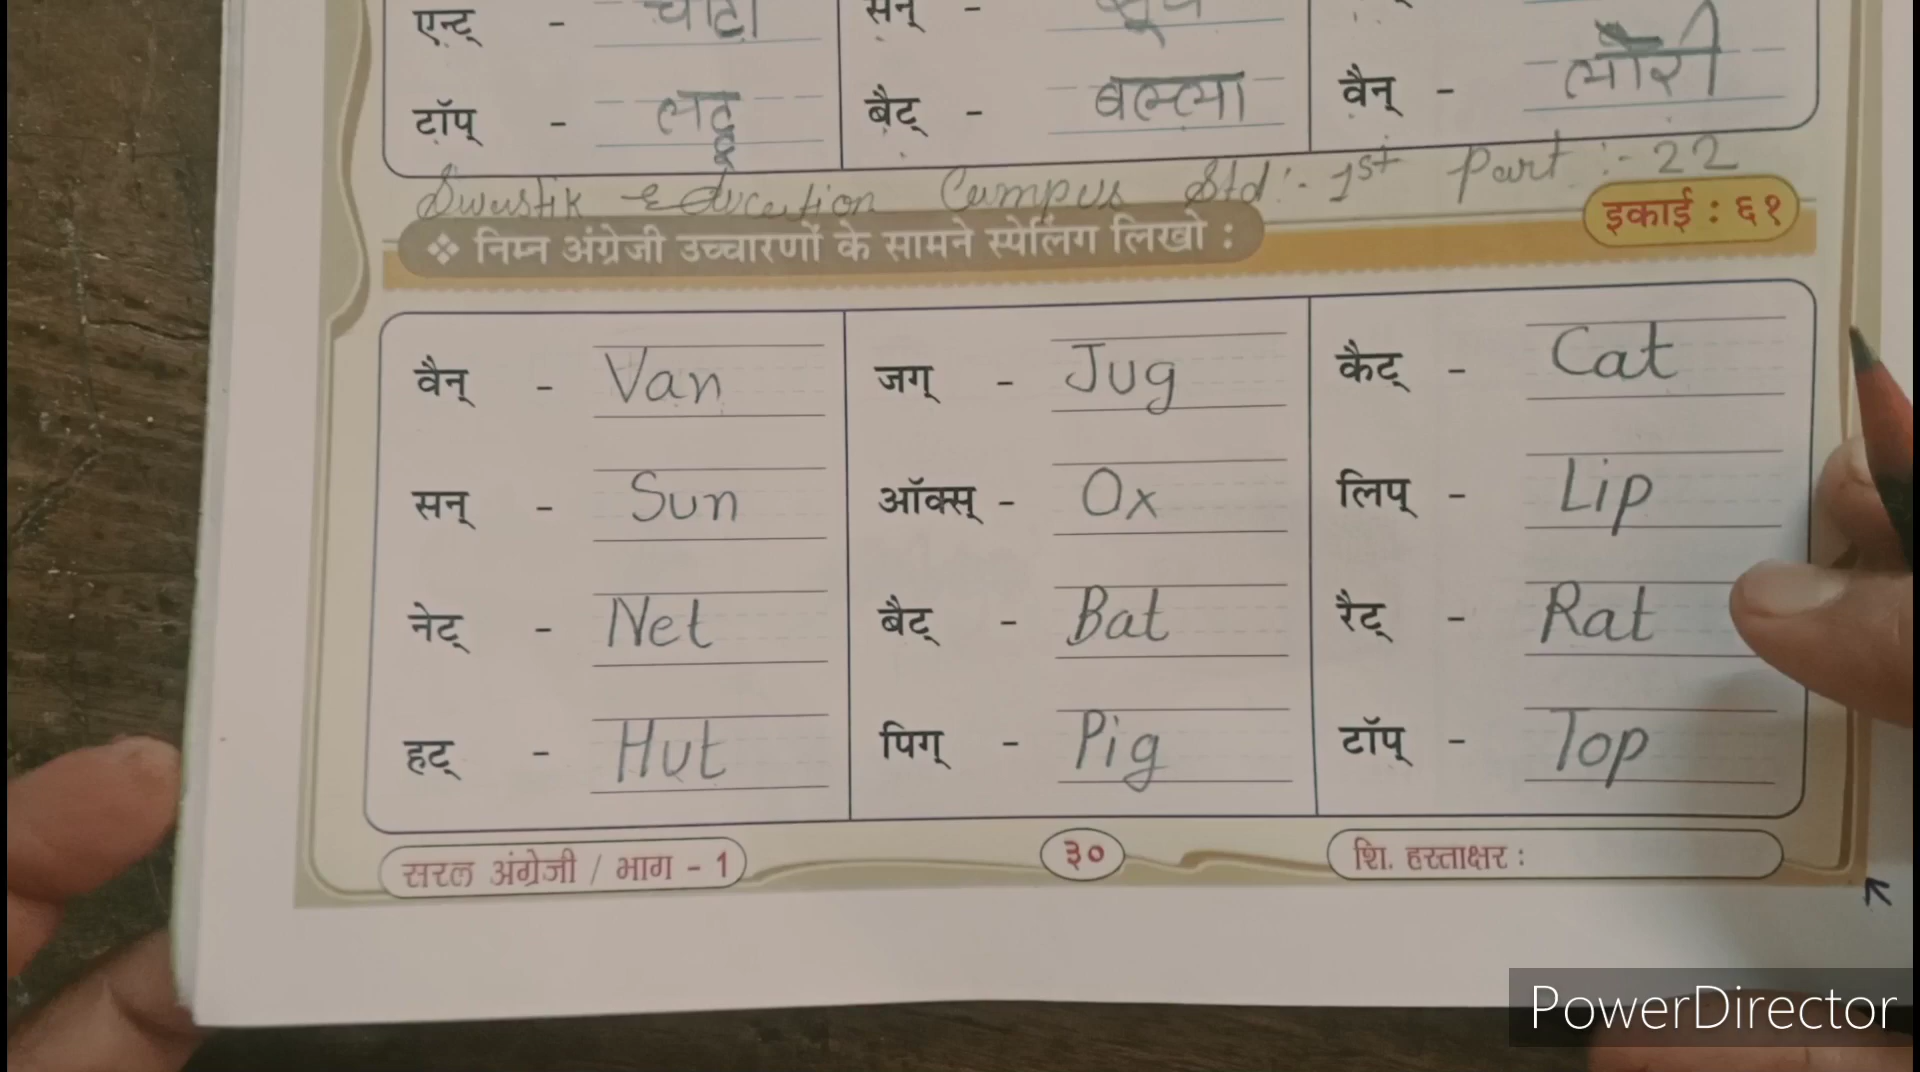 एन्ट् - चींटी सन् - सूर्य
टॉप् - लट्टू बैट् - बल्ला वैन् - लॉरी
Swastik Education Campus Std:- 1st Part :- 22
❖ निम्न अंग्रेजी उच्चारणों के सामने स्पेलिंग लिखो : इकाई : ६१
वैन् - Van जग् - Jug कैट् - Cat
सन् - Sun ऑक्स् - Ox लिप् - Lip
नेट् - Net बैट् - Bat रैट् - Rat
हट् - Hut पिग् - Pig टॉप् - Top
सरल अंग्रेजी / भाग - 1 ३० शि. हस्ताक्षर :
PowerDirector